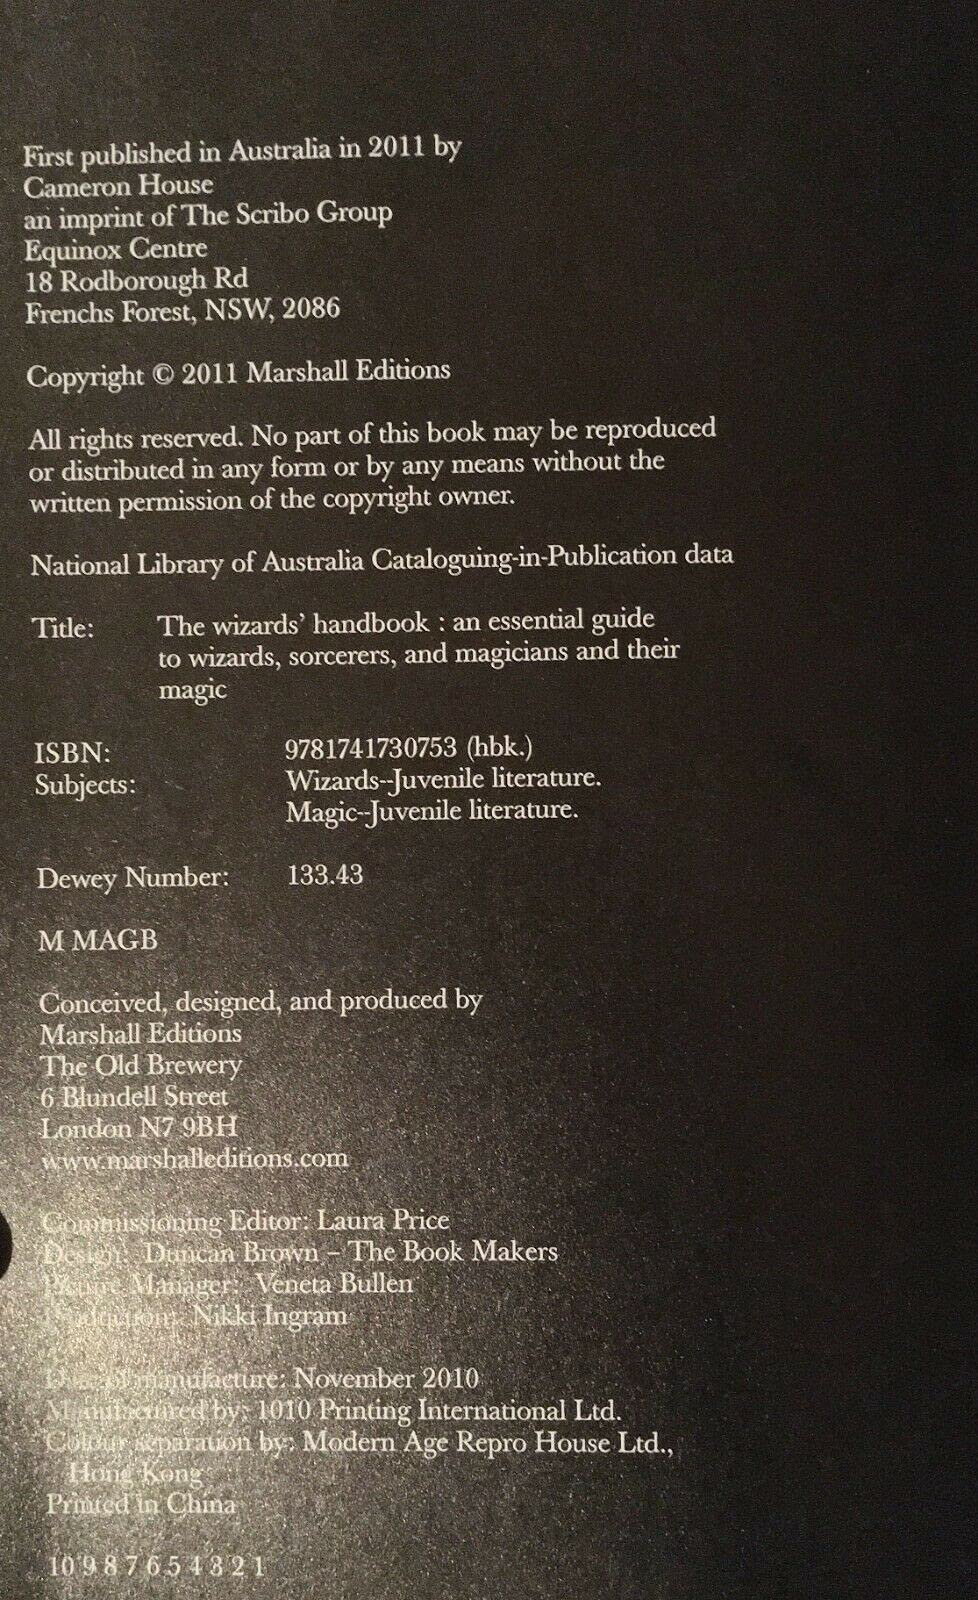 First published in Australia in 2011 by
Cameron House
an imprint of The Scribo Group
Equinox Centre
18 Rodborough Rd
Frenchs Forest, NSW, 2086
Copyright © 2011 Marshall Editions
All rights reserved. No part of this book may be reproduced
or distributed in any form or by any means without the
written permission of the copyright owner.
National Library of Australia Cataloguing-in-Publication data
Title: The wizards' handbook : an essential guide
to wizards, sorcerers, and magicians and their
magic
ISBN: 9781741730753 (hbk.)
Subjects: Wizards--Juvenile literature.
Magic--Juvenile literature.
Dewey Number: 133.43
M MAGB
Conceived, designed, and produced by
Marshall Editions
The Old Brewery
6 Blundell Street
London N7 9BH
www.marshalleditions.com
Commissioning Editor: Laura Price
Design: Duncan Brown – The Book Makers
Picture Manager: Veneta Bullen
Production: Nikki Ingram
Date of manufacture: November 2010
Manufactured by: 1010 Printing International Ltd.
Colour separation by: Modern Age Repro House Ltd.,
Hong Kong
Printed in China
10 9 8 7 6 5 4 3 2 1